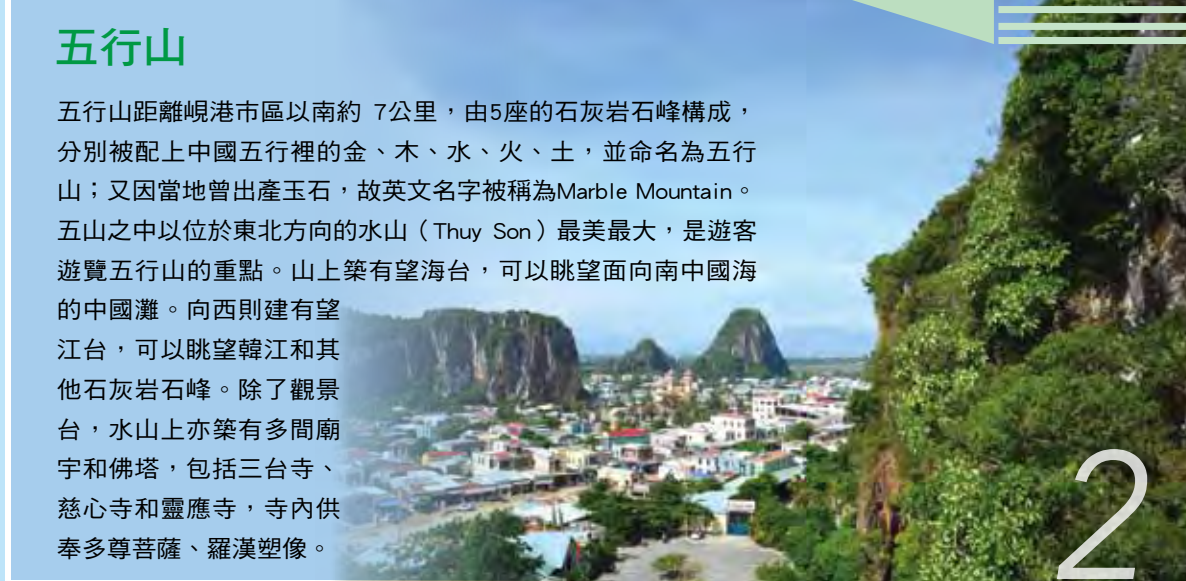 五行山
五行山距離峴港市區以南約 7公里，由5座的石灰岩石峰構成，
分別被配上中國五行裡的金、木、水、火、土，並命名為五行
山；又因當地曾出產玉石，故英文名字被稱為Marble Mountain。
五山之中以位於東北方向的水山（Thuy Son）最美最大，是遊客
遊覽五行山的重點。山上築有望海台，可以眺望面向南中國海
的中國灘。向西則建有望
江台，可以眺望韓江和其
他石灰岩石峰。除了觀景
台，水山上亦築有多間廟
宇和佛塔，包括三台寺、
慈心寺和靈應寺，寺內供
奉多尊菩薩、羅漢塑像。
2